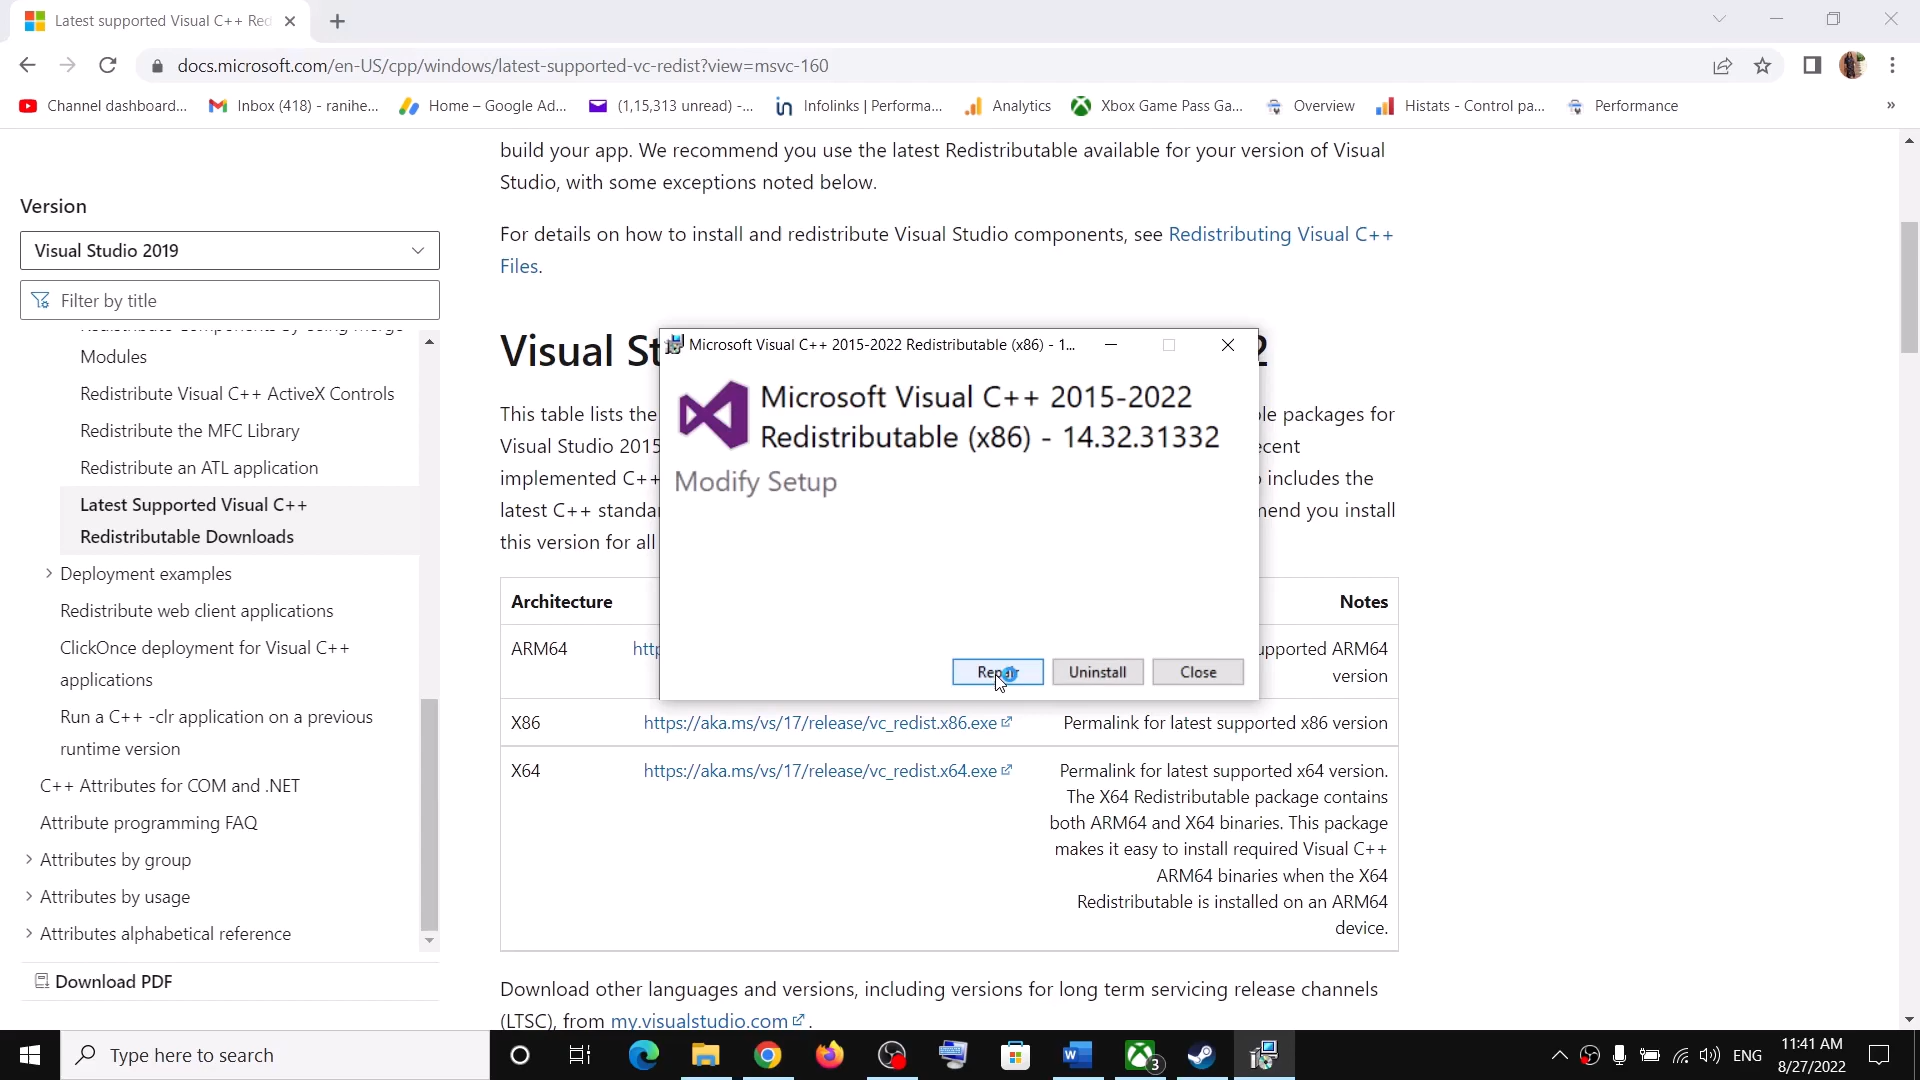 Latest supported Visual C++ Red
docs.microsoft.com/en-US/cpp/windows/latest-supported-vc-redist?view=msvc-160
Channel dashboard...
Inbox (418) - ranihe...
Home – Google Ad...
(1,15,313 unread) -...
Infolinks | Performa...
Analytics
Xbox Game Pass Ga...
Overview
Histats - Control pa...
Performance
»
Version
Visual Studio 2019
Filter by title
Redistribute Components By Using Merge
Modules
Redistribute Visual C++ ActiveX Controls
Redistribute the MFC Library
Redistribute an ATL application
Latest Supported Visual C++
Redistributable Downloads
Deployment examples
Redistribute web client applications
ClickOnce deployment for Visual C++
applications
Run a C++ -clr application on a previous
runtime version
C++ Attributes for COM and .NET
Attribute programming FAQ
Attributes by group
Attributes by usage
Attributes alphabetical reference
Download PDF
build your app. We recommend you use the latest Redistributable available for your version of Visual
Studio, with some exceptions noted below.
For details on how to install and redistribute Visual Studio components, see Redistributing Visual C++
Files.
Visual St 2
This table lists the le packages for
Visual Studio 2015 ecent
implemented C++ includes the
latest C++ standa mend you install
this version for all
Microsoft Visual C++ 2015-2022 Redistributable (x86) - 1...
Microsoft Visual C++ 2015-2022
Redistributable (x86) - 14.32.31332
Modify Setup
Repair
Uninstall
Close
Architecture Notes
ARM64 http upported ARM64
version
X86 https://aka.ms/vs/17/release/vc_redist.x86.exe Permalink for latest supported x86 version
X64 https://aka.ms/vs/17/release/vc_redist.x64.exe Permalink for latest supported x64 version.
The X64 Redistributable package contains
both ARM64 and X64 binaries. This package
makes it easy to install required Visual C++
ARM64 binaries when the X64
Redistributable is installed on an ARM64
device.
Download other languages and versions, including versions for long term servicing release channels
(LTSC), from my.visualstudio.com .
Type here to search
3
ENG
11:41 AM
8/27/2022